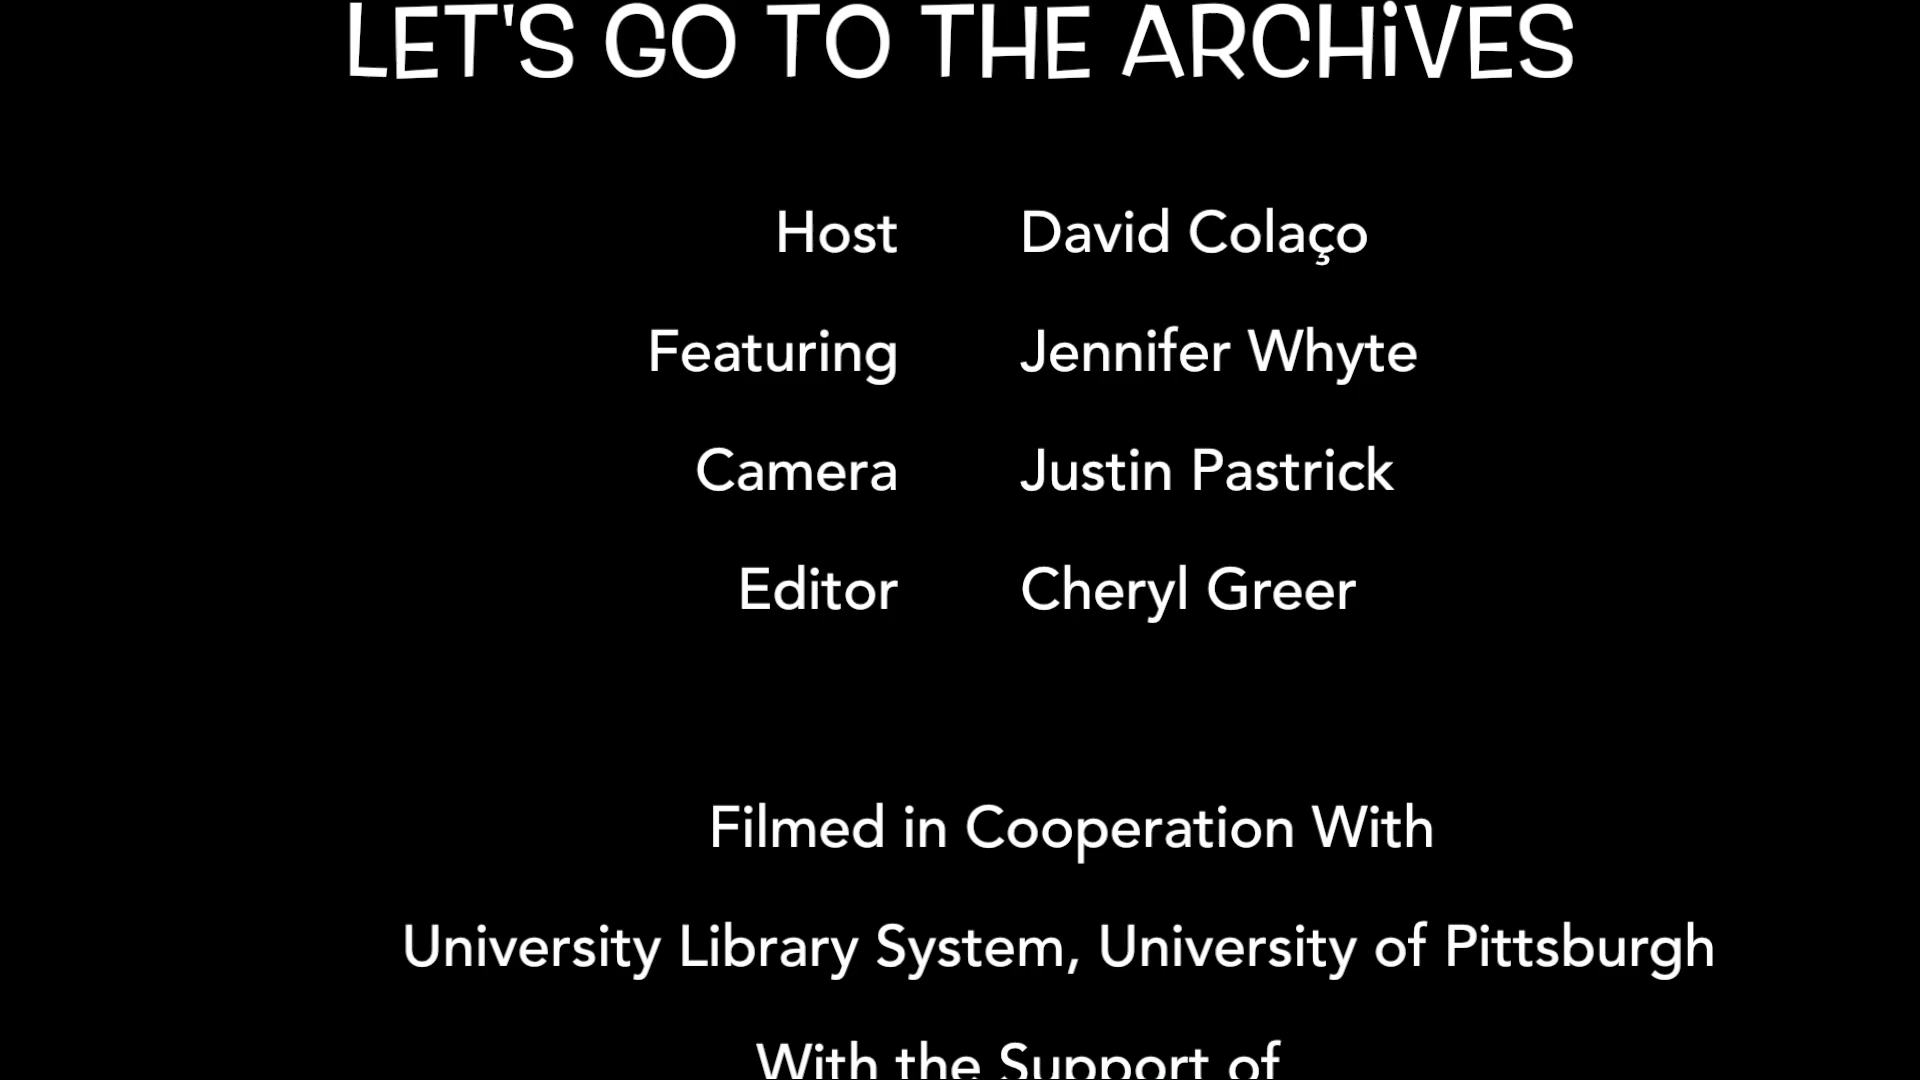 LET'S GO TO THE ARCHiVES
Host David Colaço
Featuring Jennifer Whyte
Camera Justin Pastrick
Editor Cheryl Greer
Filmed in Cooperation With
University Library System, University of Pittsburgh
With the Support of